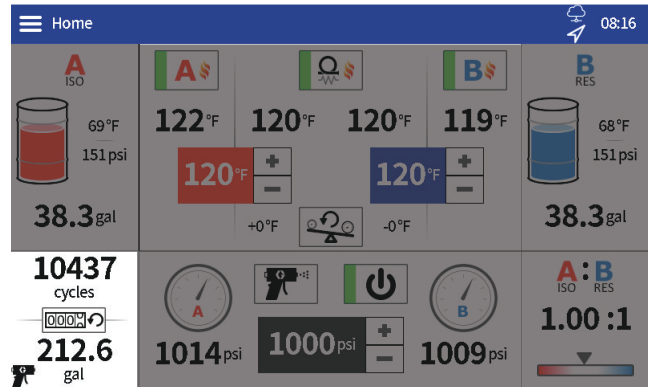 Home
08:16
A
ISO
69°F
151 psi
38.3 gal
A
B
122°F
120°F
120°F
119°F
120°F
+
−
120°F
+
−
+0°F
-0°F
B
RES
68°F
151 psi
38.3 gal
10437
cycles
000
212.6
gal
A
1014 psi
1000 psi
+
−
B
1009 psi
A : B
ISO RES
1.00 :1